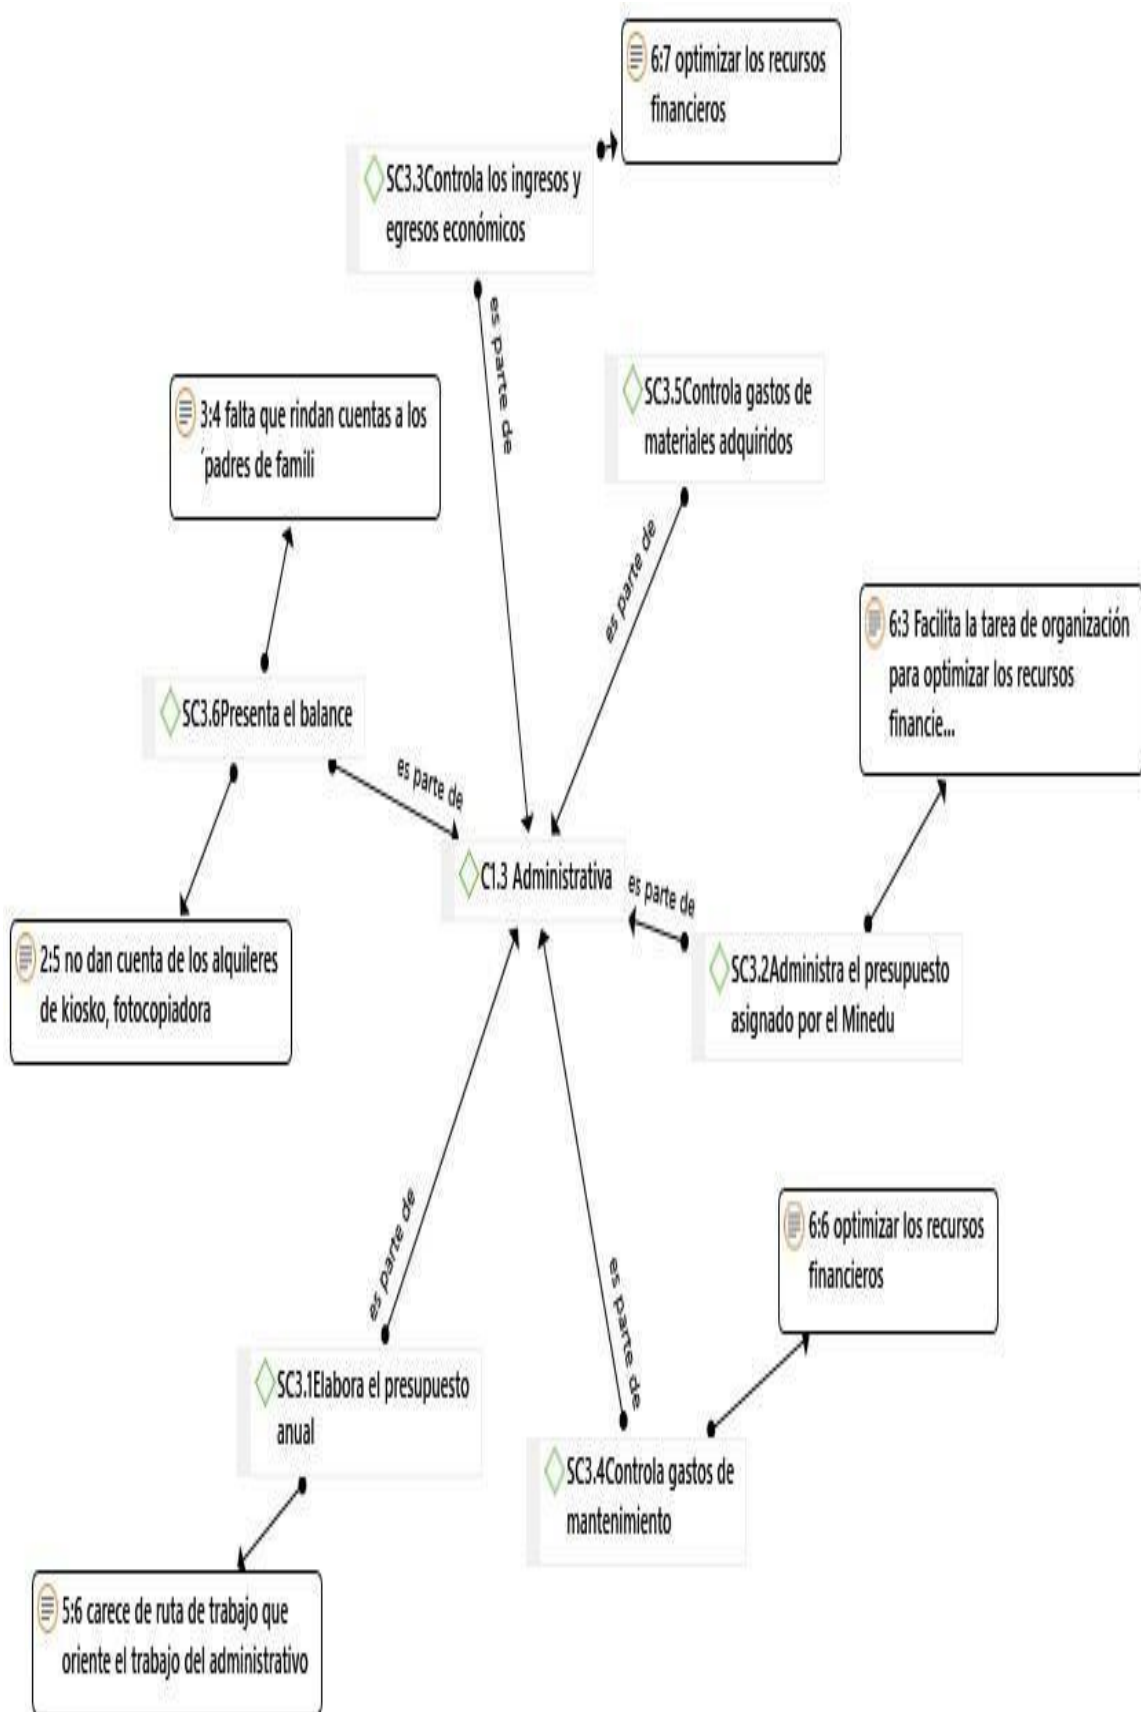 6:7 optimizar los recursos
financieros
SC3.3Controla los ingresos y
egresos económicos
es parte de
SC3.5Controla gastos de
materiales adquiridos
3:4 falta que rindan cuentas a los
´padres de famili
es parte de
6:3 Facilita la tarea de organización
para optimizar los recursos
financie...
SC3.6Presenta el balance
es parte de
C1.3 Administrativa
es parte de
2:5 no dan cuenta de los alquileres
de kiosko, fotocopiadora
SC3.2Administra el presupuesto
asignado por el Minedu
es parte de
6:6 optimizar los recursos
financieros
es parte de
SC3.1Elabora el presupuesto
anual
SC3.4Controla gastos de
mantenimiento
5:6 carece de ruta de trabajo que
oriente el trabajo del administrativo